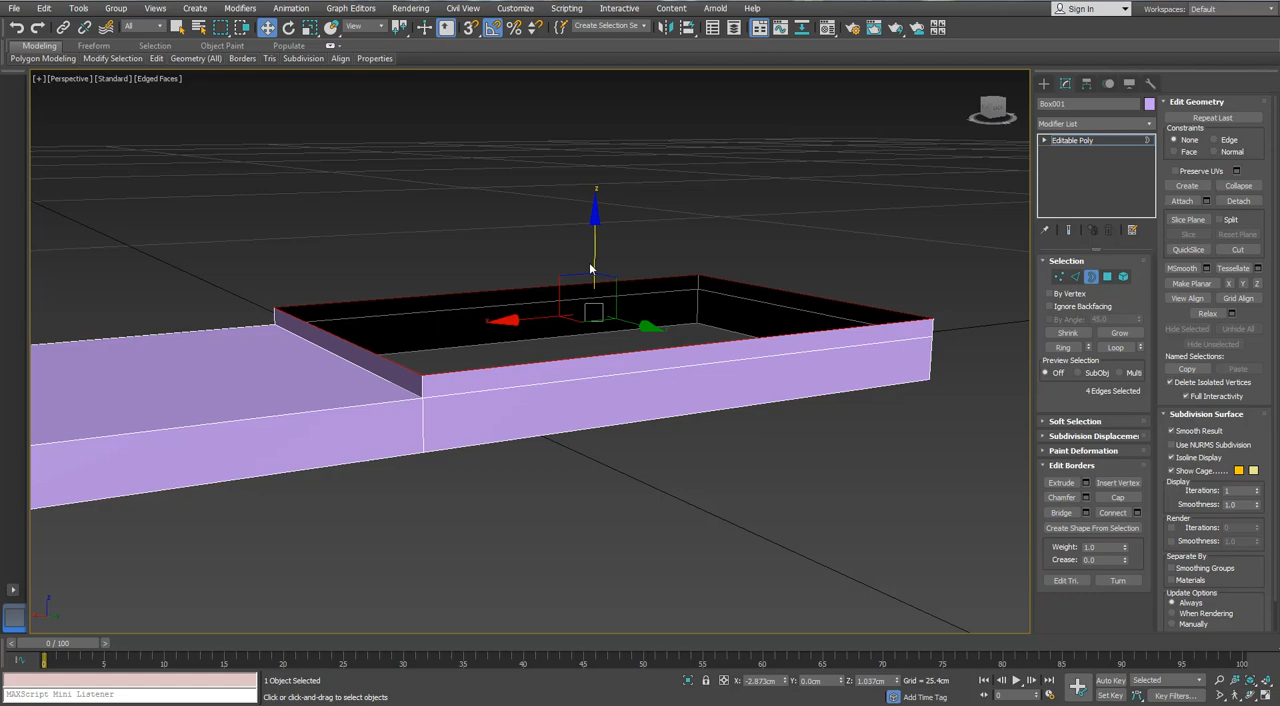 File Edit Tools Group Views Create Modifiers Animation Graph Editors Rendering Civil View Customize Scripting Interactive Content Arnold Help Sign In Workspaces: Default
All View Create Selection Se
Modeling Freeform Selection Object Paint Populate
Polygon Modeling Modify Selection Edit Geometry (All) Borders Tris Subdivision Align Properties
[+] [Perspective] [Standard] [Edged Faces]
z
Box001
Modifier List
Editable Poly
Selection
By Vertex
Ignore Backfacing
By Angle: 45.0
Shrink Grow
Ring Loop
Preview Selection
Off SubObj Multi
4 Edges Selected
Soft Selection
Subdivision Displaceme
Paint Deformation
Edit Borders
Extrude Insert Vertex
Chamfer Cap
Bridge Connect
Create Shape From Selection
Weight: 1.0
Crease: 0.0
Edit Tri. Turn
Edit Geometry
Repeat Last
Constraints
None Edge
Face Normal
Preserve UVs
Create Collapse
Attach Detach
Slice Plane Split
Slice Reset Plane
QuickSlice Cut
MSmooth Tessellate
Make Planar X Y Z
View Align Grid Align
Relax
Hide Selected Unhide All
Hide Unselected
Named Selections:
Copy Paste
Delete Isolated Vertices
Full Interactivity
Subdivision Surface
Smooth Result
Use NURMS Subdivision
Isoline Display
Show Cage......
Display
Iterations: 1
Smoothness: 1.0
Render
Iterations: 0
Smoothness: 1.0
Separate By
Smoothing Groups
Materials
Update Options
Always
When Rendering
Manually
0 / 100
0 5 10 15 20 25 30 35 40 45 50 55 60 65 70 75 80 85 90 95 100
MAXScript Mini Listener
1 Object Selected
Click or click-and-drag to select objects
X: -2.873cm Y: 0.0cm Z: 1.037cm Grid = 25.4cm
Add Time Tag
0
Auto Key Selected
Set Key Key Filters...